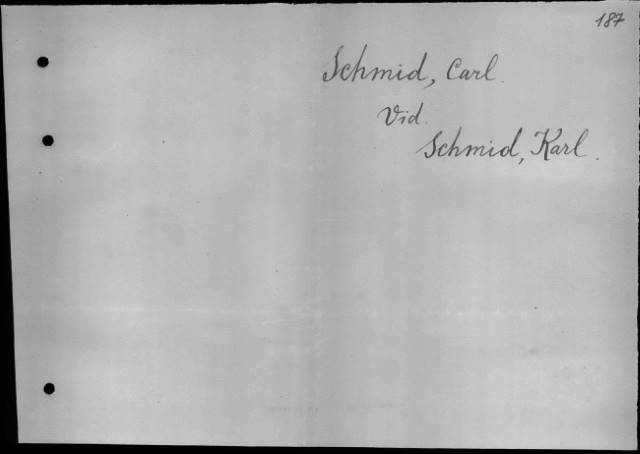 187
Schmid, Carl.
Vid.
Schmid, Karl.